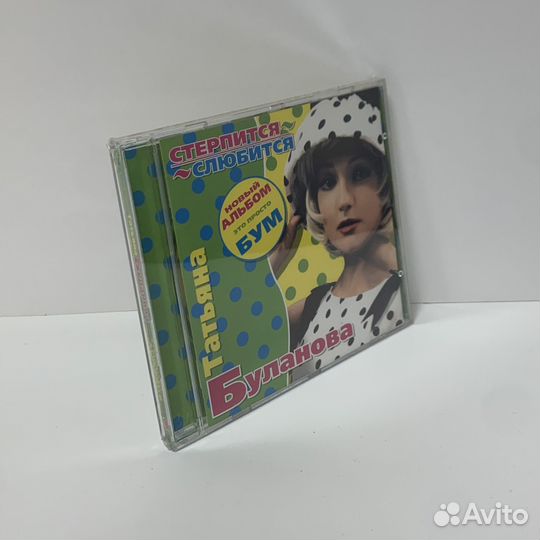 СТЕРПИТСЯ~
~СЛЮБИТСЯ
НОВЫЙ
АЛЬБОМ
ЭТО ПРОСТО
БУМ
Татьяна
Буланова
Avito